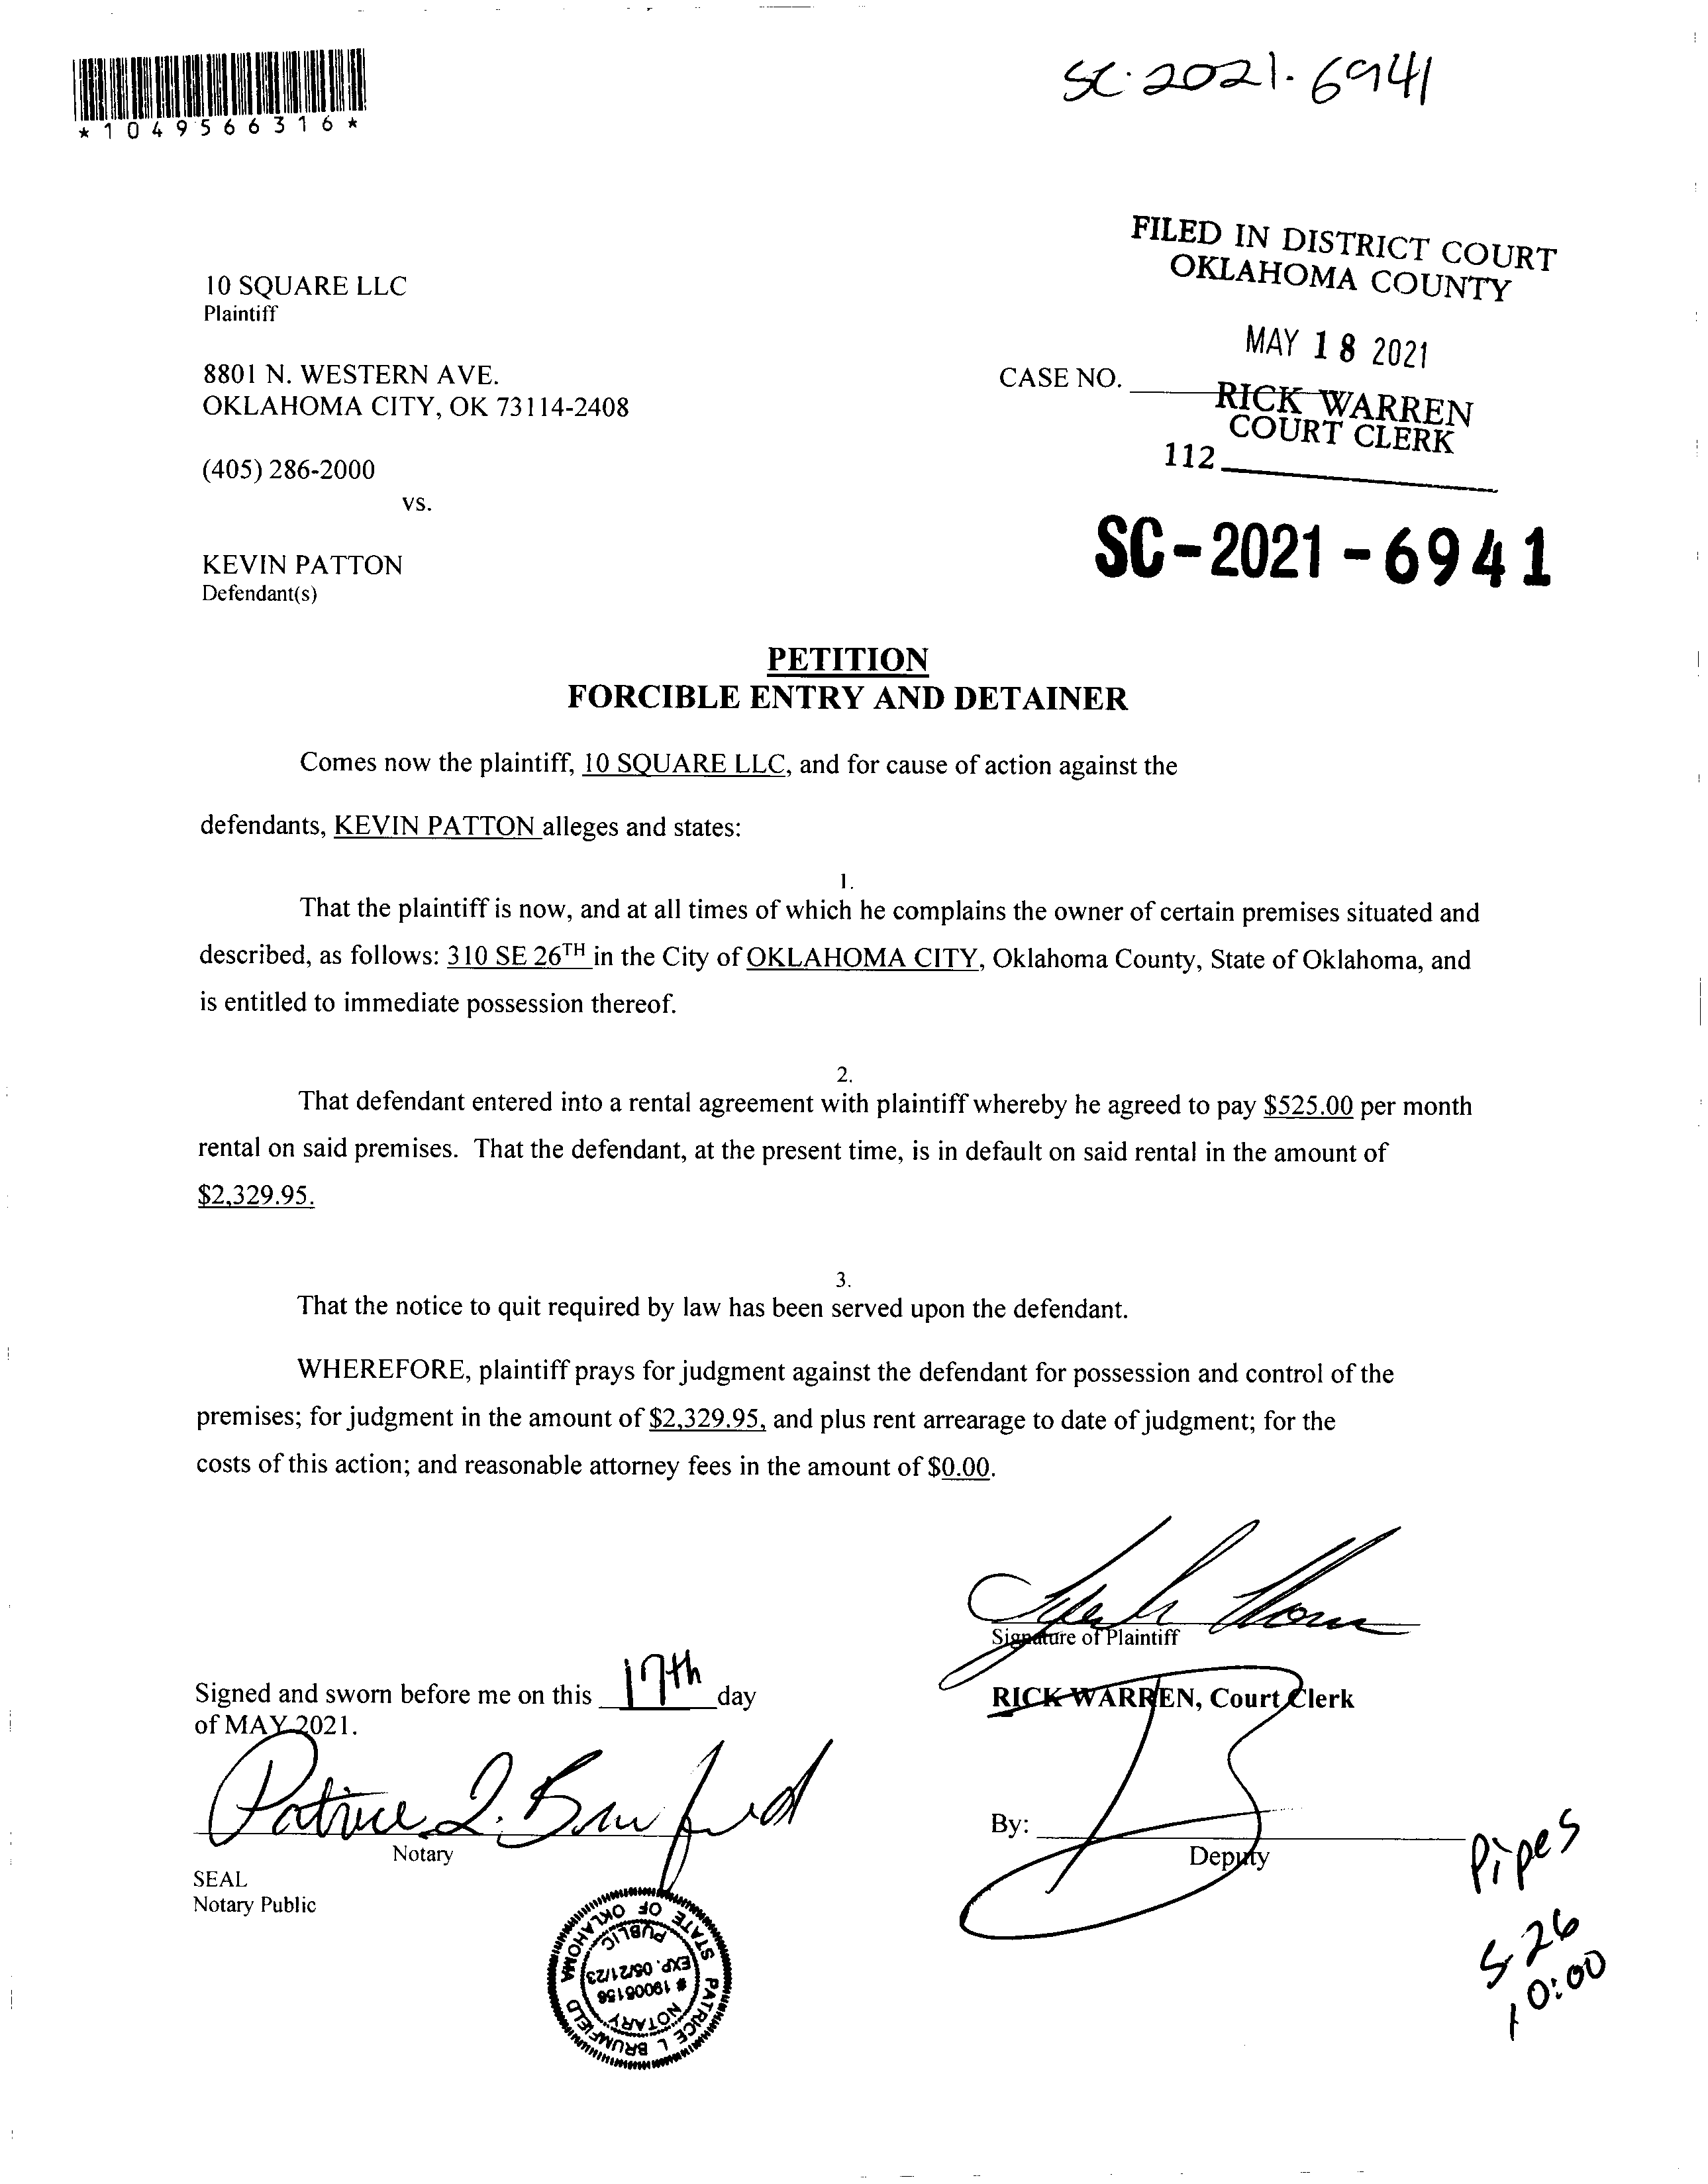 *1049566316*
SC-2021-6941
FILED IN DISTRICT COURT
OKLAHOMA COUNTY
MAY 18 2021
RICK WARREN
COURT CLERK
112
10 SQUARE LLC
Plaintiff
8801 N. WESTERN AVE.
OKLAHOMA CITY, OK 73114-2408
CASE NO.
(405) 286-2000
vs.
SC-2021-6941
KEVIN PATTON
Defendant(s)
PETITION
FORCIBLE ENTRY AND DETAINER
Comes now the plaintiff, 10 SQUARE LLC, and for cause of action against the
defendants, KEVIN PATTON alleges and states:
1.
That the plaintiff is now, and at all times of which he complains the owner of certain premises situated and
described, as follows: 310 SE 26TH in the City of OKLAHOMA CITY, Oklahoma County, State of Oklahoma, and
is entitled to immediate possession thereof.
2.
That defendant entered into a rental agreement with plaintiff whereby he agreed to pay $525.00 per month
rental on said premises. That the defendant, at the present time, is in default on said rental in the amount of
$2,329.95.
3.
That the notice to quit required by law has been served upon the defendant.
WHEREFORE, plaintiff prays for judgment against the defendant for possession and control of the
premises; for judgment in the amount of $2,329.95, and plus rent arrearage to date of judgment; for the
costs of this action; and reasonable attorney fees in the amount of $0.00.
Signature of Plaintiff
Signed and sworn before me on this 17th day
of MAY 2021.
RICK WARREN, Court Clerk
Patrice L. Brumfield
Notary
By:
Deputy
SEAL
Notary Public
PATRICE L BRUMFIELD
STATE OF OKLAHOMA
NOTARY
# 19005156
EXP. 05/21/23
PUBLIC
Pipes
5-26
10:00